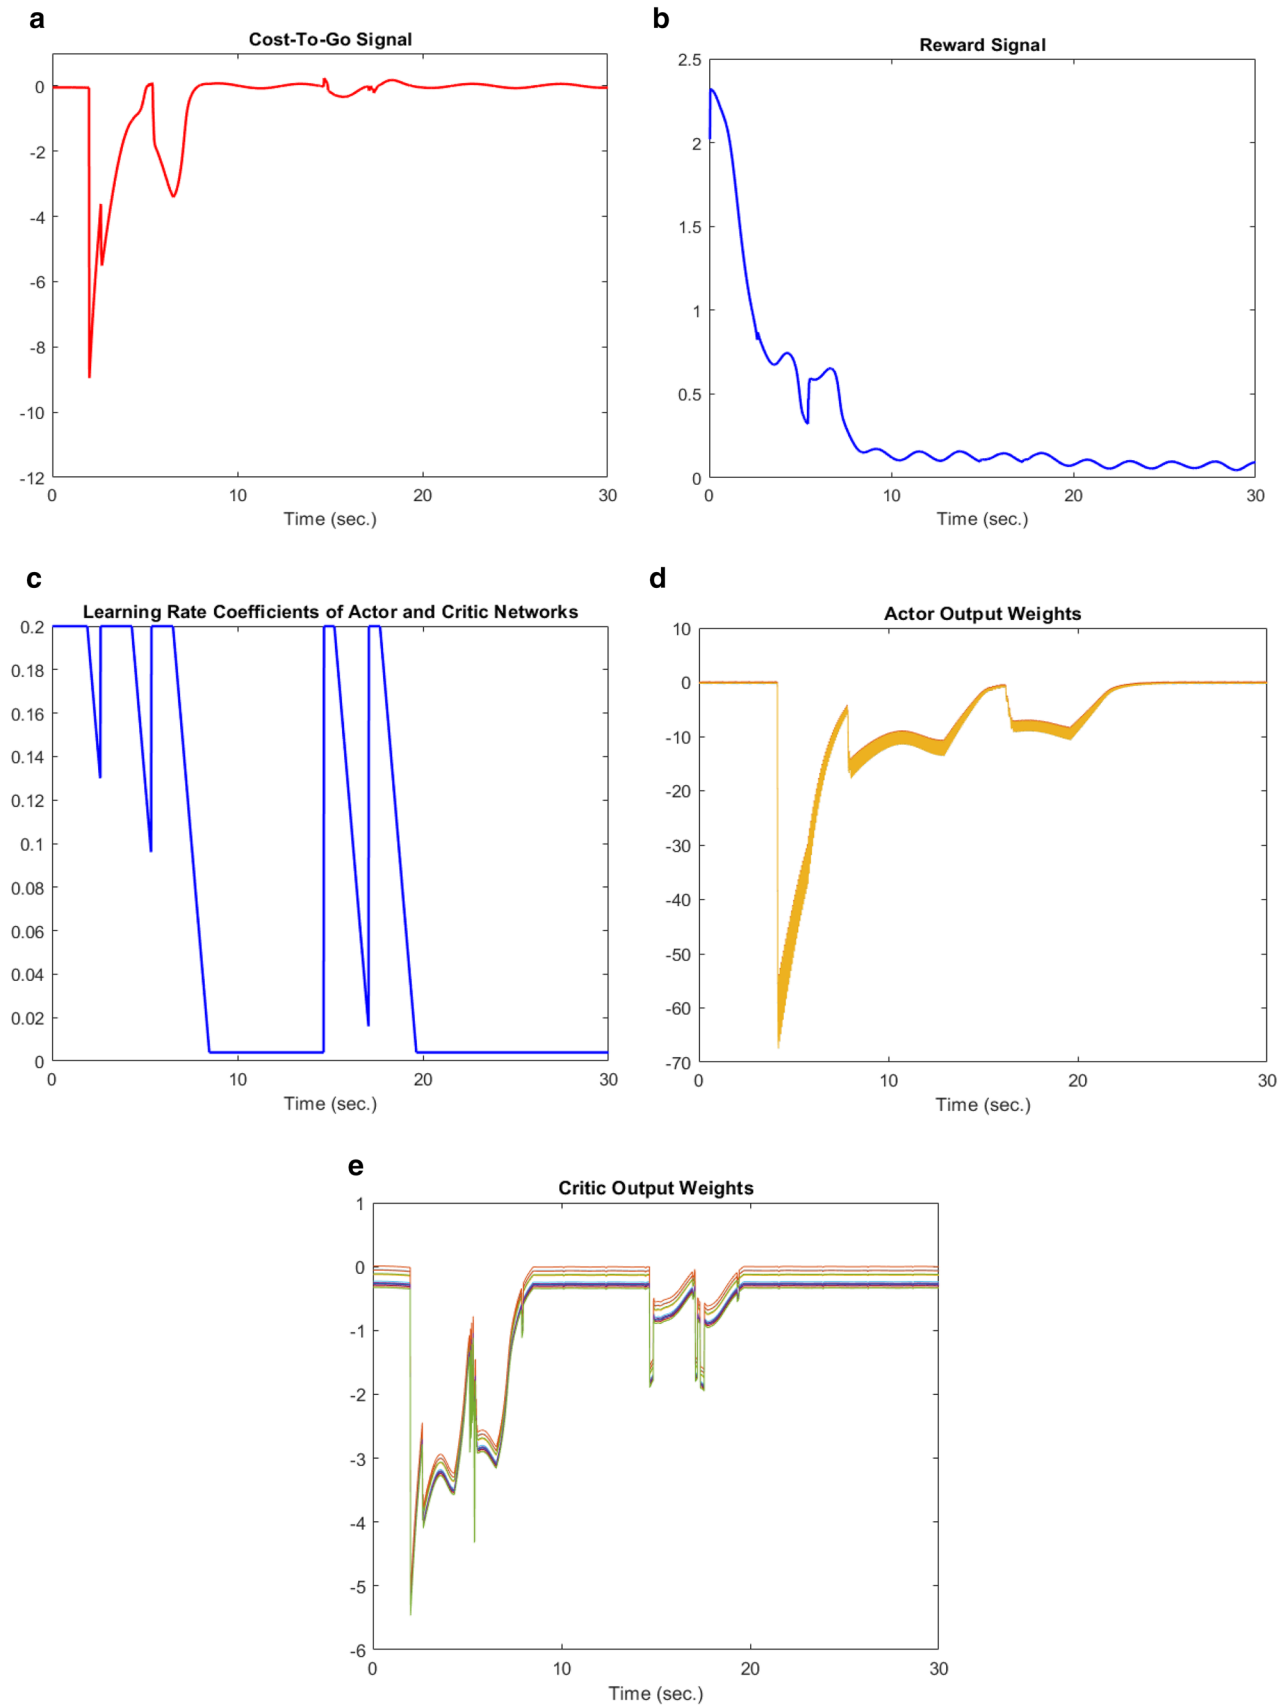 a
Cost-To-Go Signal
0
-2
-4
-6
-8
-10
-12
0 10 20 30
Time (sec.)
b
Reward Signal
2.5
2
1.5
1
0.5
0
0 10 20 30
Time (sec.)
c
Learning Rate Coefficients of Actor and Critic Networks
0.2
0.18
0.16
0.14
0.12
0.1
0.08
0.06
0.04
0.02
0
0 10 20 30
Time (sec.)
d
Actor Output Weights
10
0
-10
-20
-30
-40
-50
-60
-70
0 10 20 30
Time (sec.)
e
Critic Output Weights
1
0
-1
-2
-3
-4
-5
-6
0 10 20 30
Time (sec.)